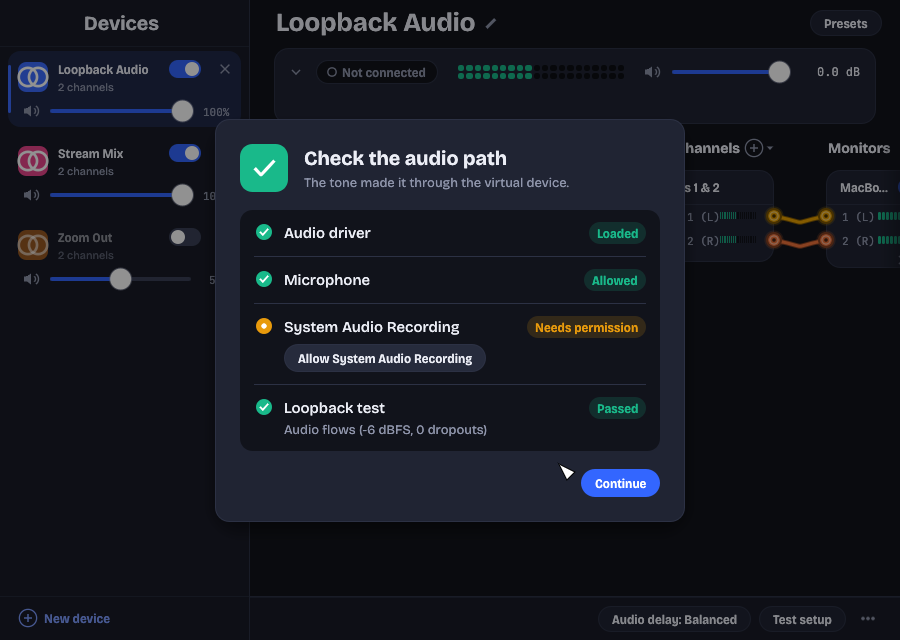 Devices
Loopback Audio
2 channels
100%
Stream Mix
2 channels
Zoom Out
2 channels
New device
Loopback Audio
Presets
Not connected
0.0 dB
Monitors
1 & 2
MacBo...
1 (L)
2 (R)
1 (L)
2 (R)
Check the audio path
The tone made it through the virtual device.
Audio driver
Loaded
Microphone
Allowed
System Audio Recording
Needs permission
Allow System Audio Recording
Loopback test
Passed
Audio flows (-6 dBFS, 0 dropouts)
Continue
Audio delay: Balanced
Test setup